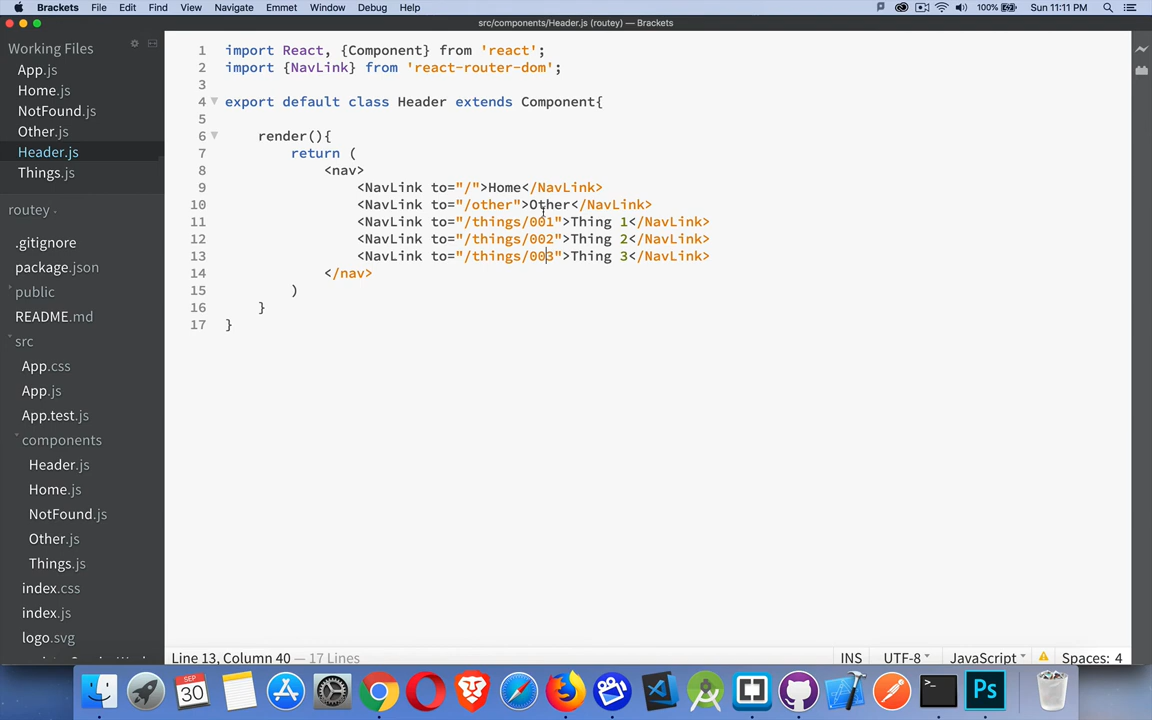 Brackets File Edit Find View Navigate Emmet Window Debug Help 100% Sun 11:11 PM
src/components/Header.js (routey) — Brackets
Working Files
App.js
Home.js
NotFound.js
Other.js
Header.js
Things.js
routey
.gitignore
package.json
public
README.md
src
App.css
App.js
App.test.js
components
Header.js
Home.js
NotFound.js
Other.js
Things.js
index.css
index.js
logo.svg
1 import React, {Component} from 'react';
2 import {NavLink} from 'react-router-dom';
3
4 export default class Header extends Component{
5
6 render(){
7 return (
8 <nav>
9 <NavLink to="/">Home</NavLink>
10 <NavLink to="/other">Other</NavLink>
11 <NavLink to="/things/001">Thing 1</NavLink>
12 <NavLink to="/things/002">Thing 2</NavLink>
13 <NavLink to="/things/003">Thing 3</NavLink>
14 </nav>
15 )
16 }
17 }
Line 13, Column 40 — 17 Lines
INS UTF-8 JavaScript Spaces: 4
SEP
30
>_
Ps